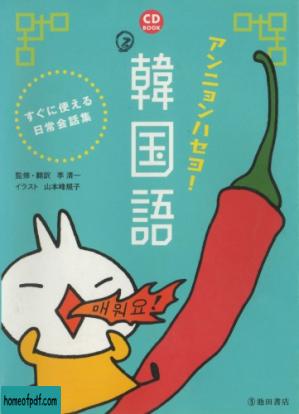 CD
BOOK
アンニョンハセヨ!
韓国語
すぐに使える
日常会話集
監修・翻訳 李 清一
イラスト 山本峰規子
매워요!
homeofpdf.com
池田書店